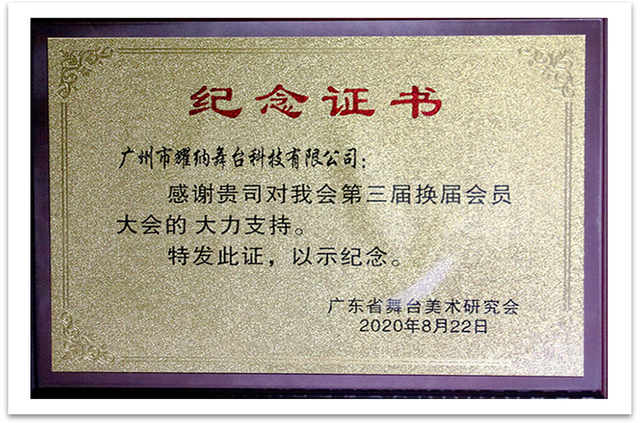 纪念证书
广州市耀纳舞台科技有限公司：
感谢贵司对我会第三届换届会员
大会的 大力支持。
特发此证，以示纪念。
广东省舞台美术研究会
2020年8月22日